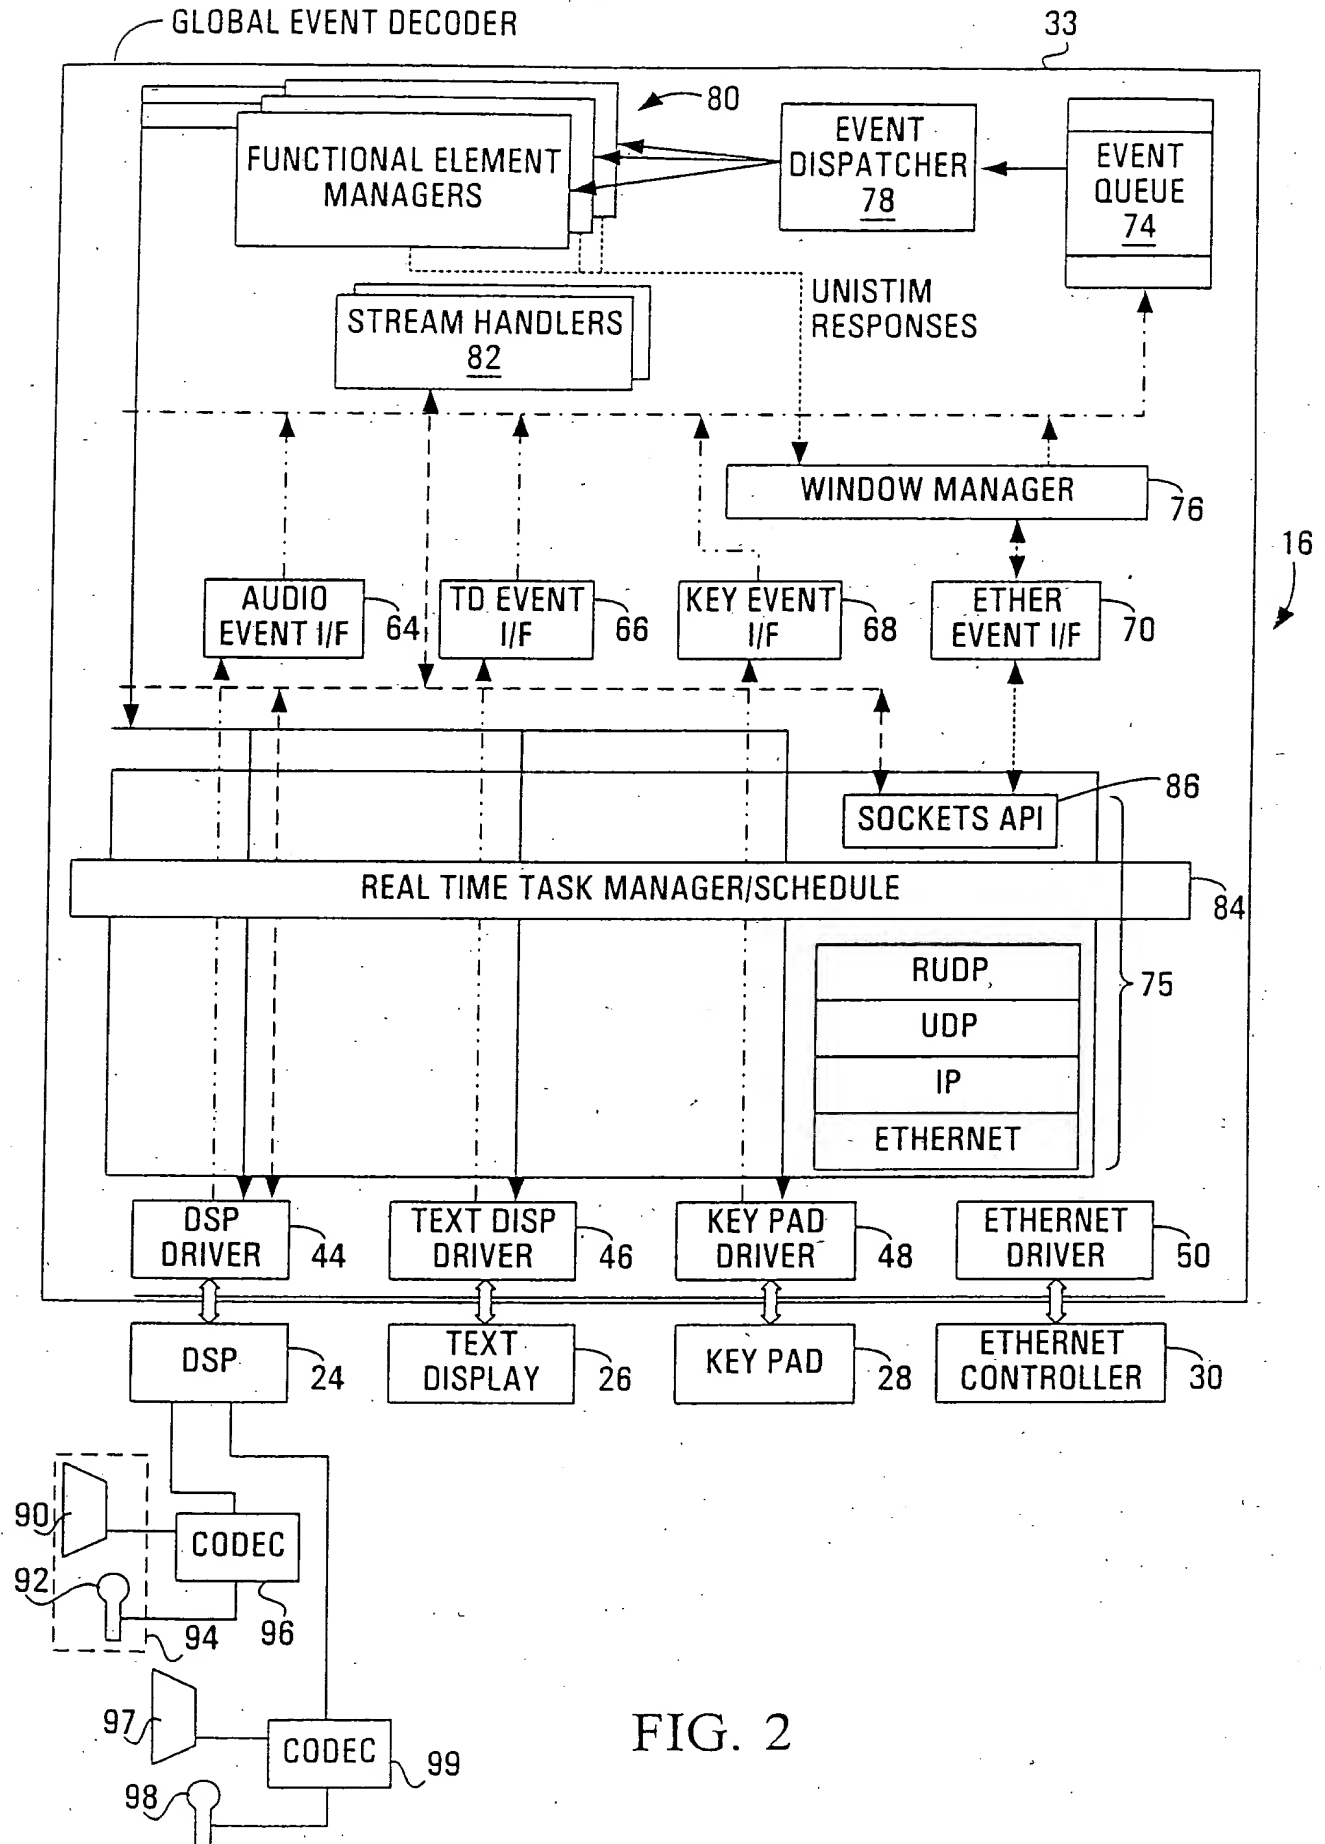 GLOBAL EVENT DECODER
33
80
FUNCTIONAL ELEMENT
MANAGERS
EVENT
DISPATCHER
78
EVENT
QUEUE
74
STREAM HANDLERS
82
UNISTIM
RESPONSES
WINDOW MANAGER
76
16
AUDIO
EVENT I/F
64
TD EVENT
I/F
66
KEY EVENT
I/F
68
ETHER
EVENT I/F
70
86
SOCKETS API
REAL TIME TASK MANAGER/SCHEDULE
84
RUDP
UDP
IP
ETHERNET
75
DSP
DRIVER
44
TEXT DISP
DRIVER
46
KEY PAD
DRIVER
48
ETHERNET
DRIVER
50
DSP
24
TEXT
DISPLAY
26
KEY PAD
28
ETHERNET
CONTROLLER
30
90
CODEC
92
94
96
97
CODEC
99
98
FIG. 2